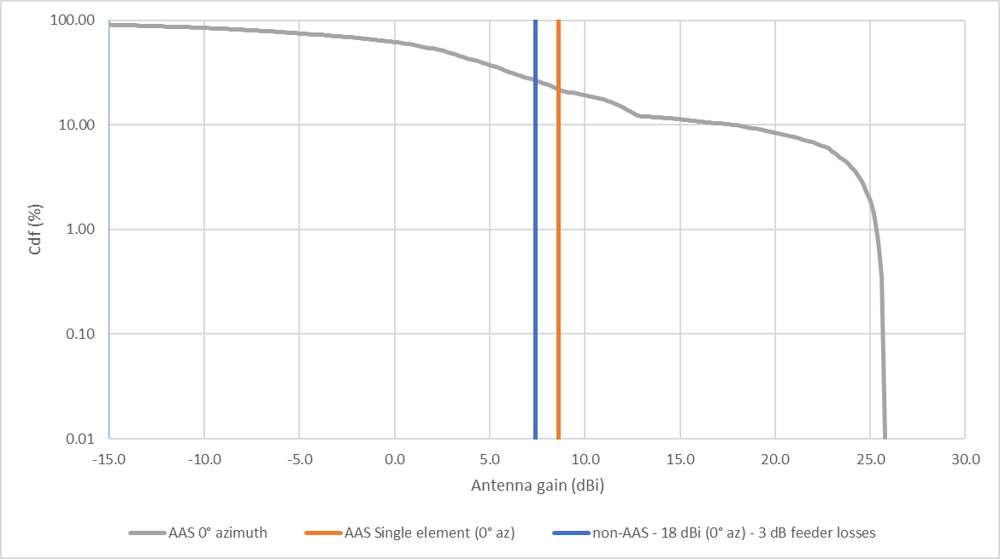 100.00
10.00
1.00
0.10
0.01
Cdf (%)
-15.0 -10.0 -5.0 0.0 5.0 10.0 15.0 20.0 25.0 30.0
Antenna gain (dBi)
AAS 0° azimuth AAS Single element (0° az) non-AAS - 18 dBi (0° az) - 3 dB feeder losses